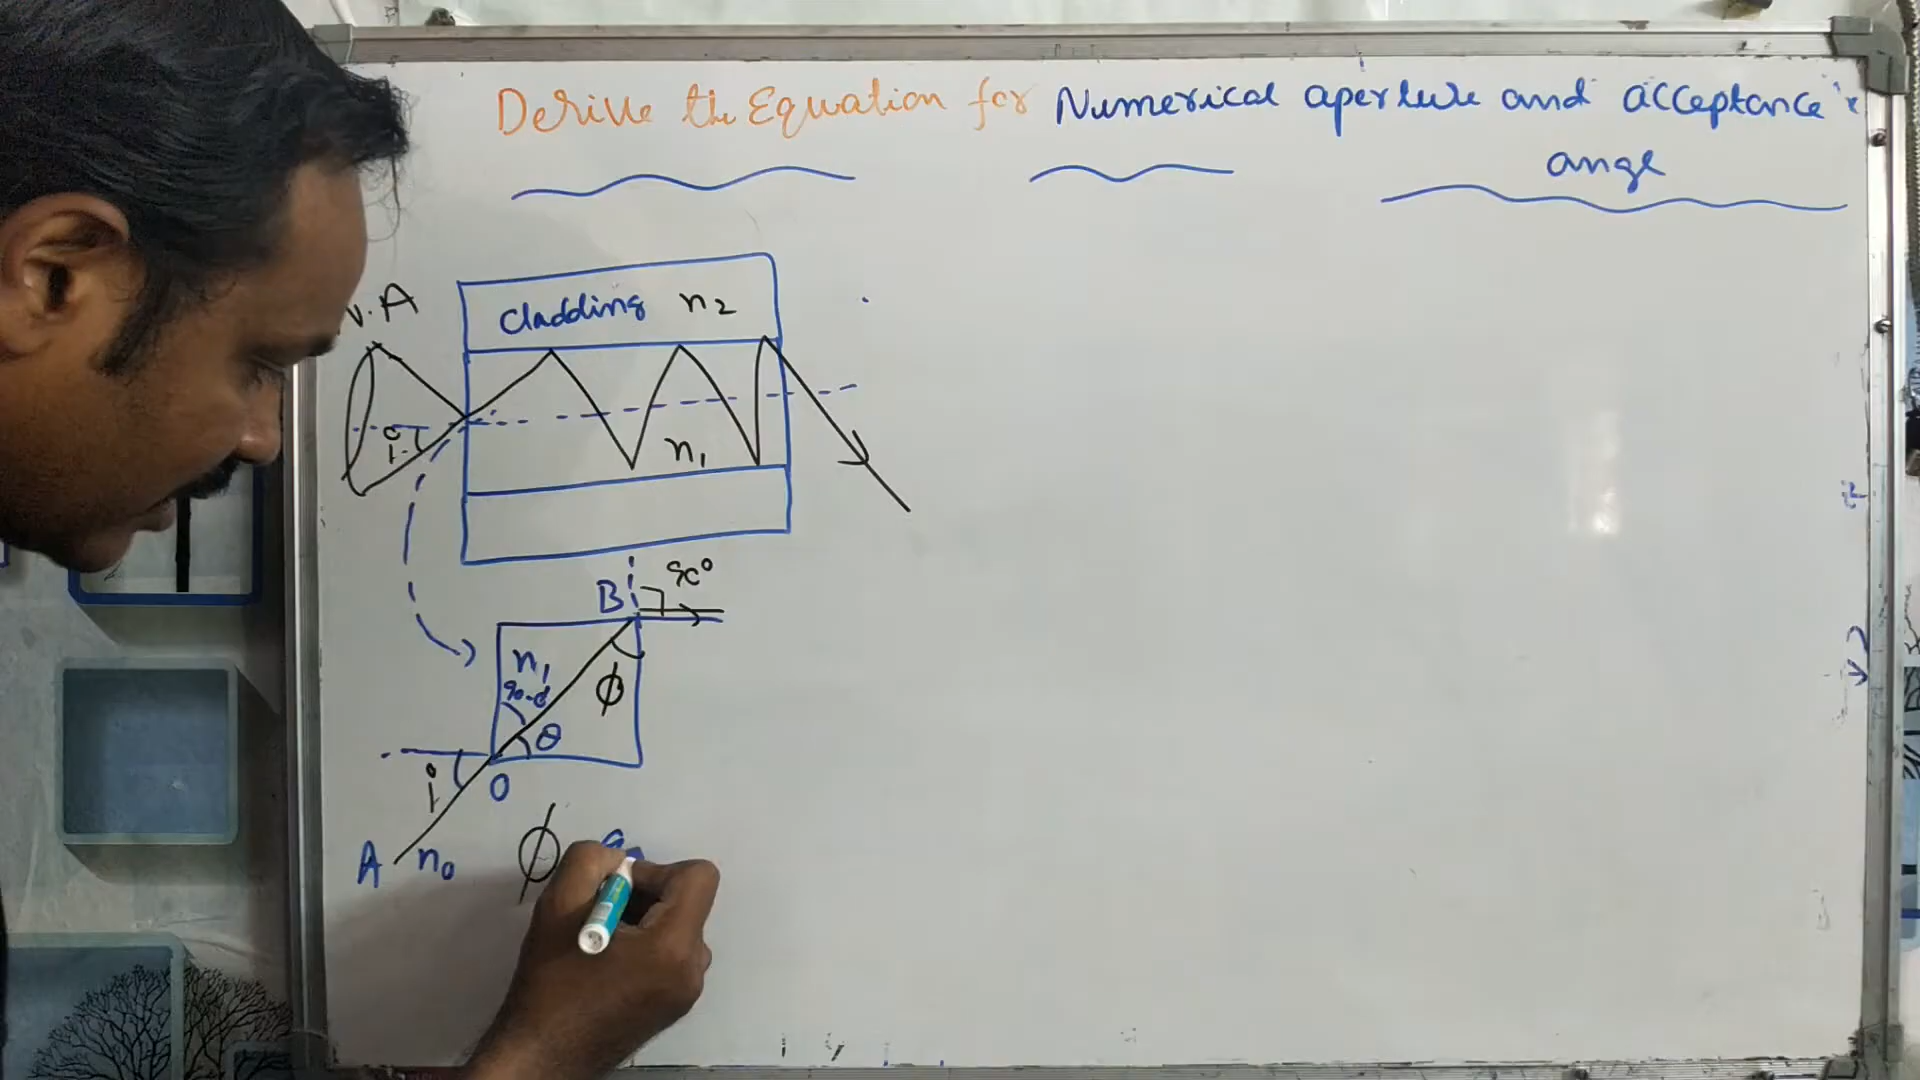 Derive the Equation for Numerical aperture and acceptance
angle
N.A
Cladding n₂
i
n₁
90°
B
n₁
90-θ
ϕ
θ
i
O
A n₀
ϕ